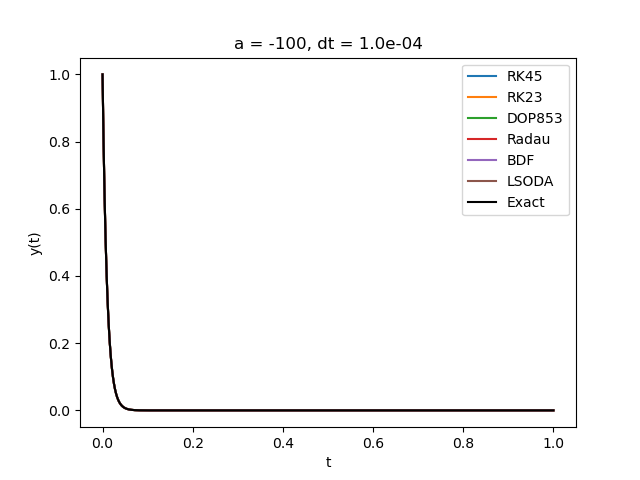 a = -100, dt = 1.0e-04
1.0
0.8
0.6
0.4
0.2
0.0
y(t)
RK45
RK23
DOP853
Radau
BDF
LSODA
Exact
0.0 0.2 0.4 0.6 0.8 1.0
t